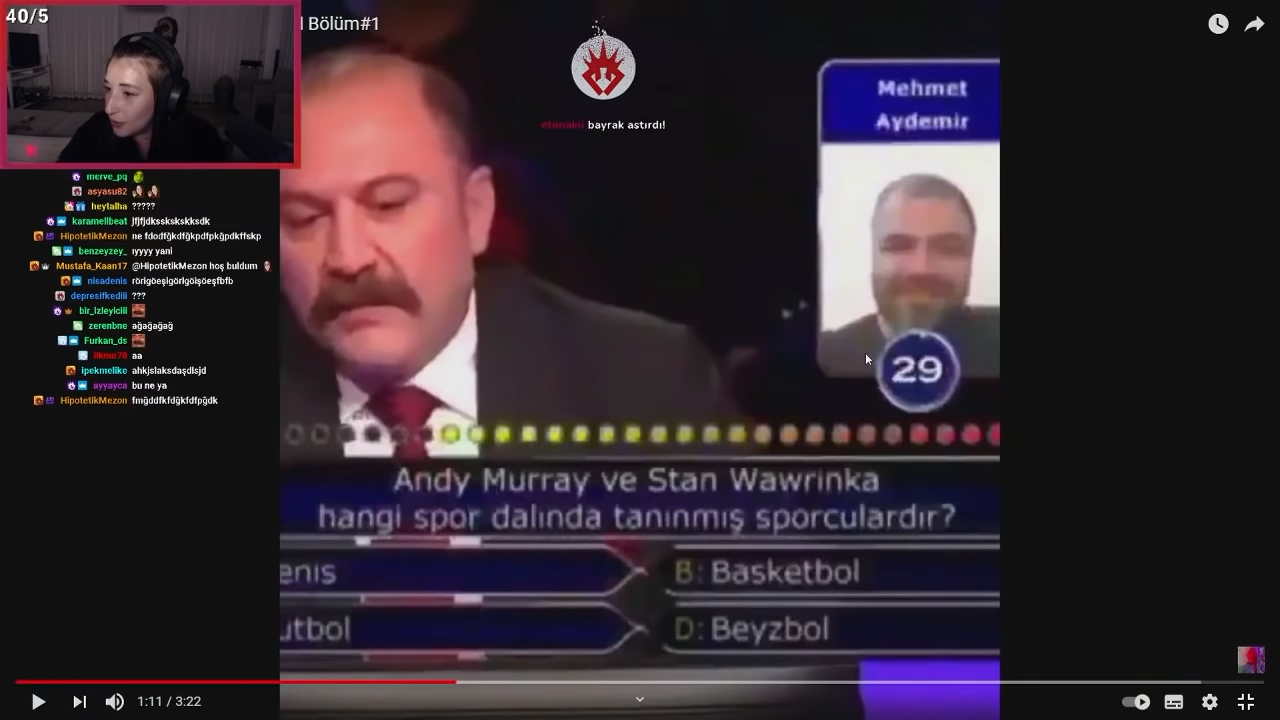 40/5
Bölüm#1
etonakii bayrak astırdı!
Mehmet
Aydemir
merve_pq
asyasu82
heytalha ?????
karamellbeat jfjfjdksskskskksdk
HipotetikMezon ne fdodfğkdfğkpdfpkğpdkffskp
benzeyzey_ ıyyyy yani
Mustafa_Kaan17 @HipotetikMezon hoş buldum
nisadenis rörigöeşigörigöişöeşfbfb
depresifkediii ???
bir_izleyiciii
zerenbne ağağağağ
Furkan_ds
ilknur78 aa
ipekmelike ahkjslaksdaşdlsjd
ayyayca bu ne ya
HipotetikMezon fmğddfkfdğkfdfpğdk
29
Andy Murray ve Stan Wawrinka
hangi spor dalında tanınmış sporculardır?
enis
B: Basketbol
utbol
D: Beyzbol
1:11 / 3:22